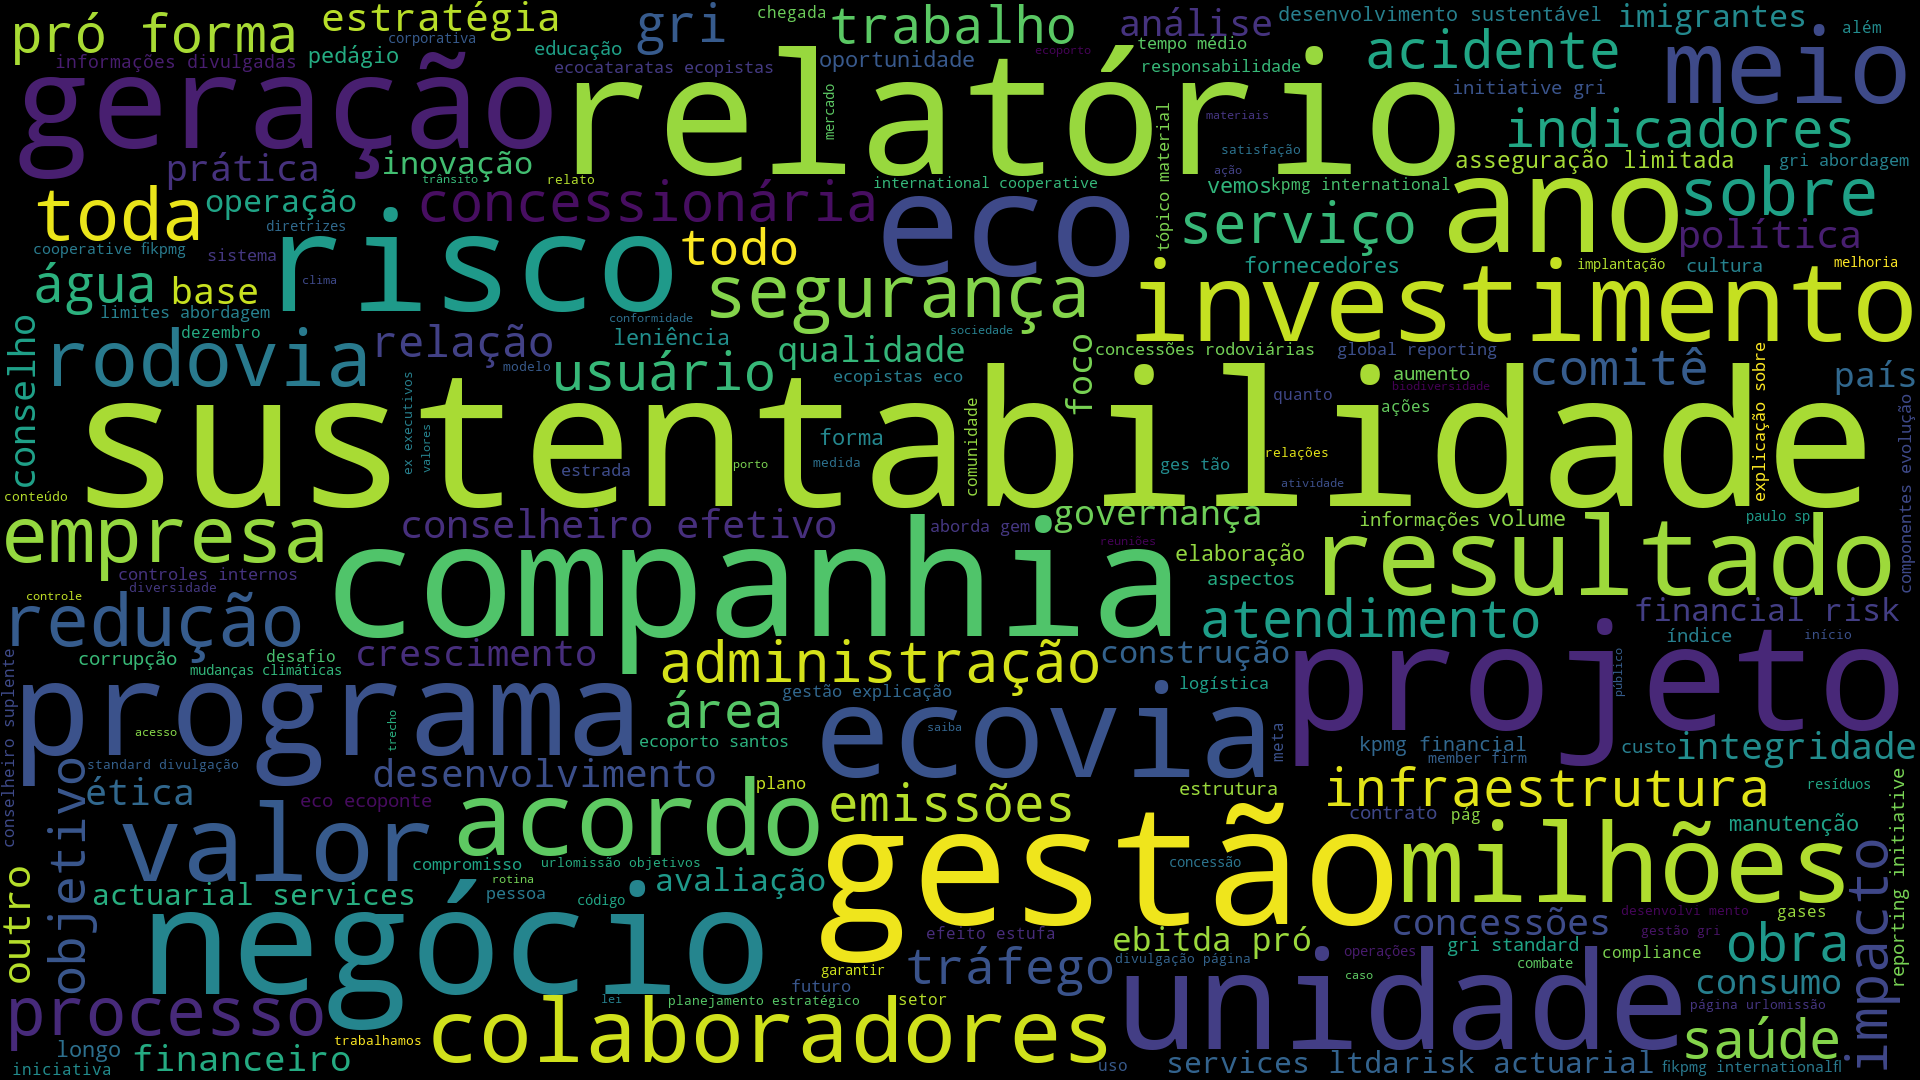 pró forma
estratégia
corporativa
gri
chegada
trabalho
análise
desenvolvimento sustentável
imigrantes
além
informações divulgadas
pedágio
educação
ecocataratas ecopistas
oportunidade
ecoporto
tempo médio
responsabilidade
acidente
initiative gri
meio
geração
relatório
mercado
tópico material
materiais
satisfação
ação
indicadores
asseguração limitada
gri abordagem
prática
inovação
trânsito
relato
international cooperative
vemos
kpmg international
toda
operação
diretrizes
concessionária
eco
serviço
ano
sobre
política
cooperative fikpmg
sistema
risco
clima
todo
segurança
fornecedores
implantação
cultura
melhoria
água
base
limites abordagem
dezembro
conformidade
leniência
sociedade
investimento
conselho
rodovia
relação
modelo
usuário
qualidade
ecopistas eco
foco
concessões rodoviárias
global reporting
aumento
biodiversidade
comitê
país
quanto
ações
explicação sobre
componentes evolução
sustentabilidade
ex executivos
valores
estrada
porto
forma
medida
comunidade
ges tão
relações
atividade
conteúdo
empresa
conselheiro efetivo
aborda gem
governança
reuniões
informações
volume
paulo sp
elaboração
aspectos
resultado
controles internos
diversidade
controle
companhia
redução
corrupção
desafio
mudanças climáticas
crescimento
administração
construção
atendimento
financial risk
índice
início
conselheiro suplente
programa
acesso
trecho
área
gestão explicação
ecoporto santos
ecovia
saiba
logística
meta
projeto
público
kpmg financial
member firm
custo
integridade
standard divulgação
ética
desenvolvimento
plano
eco ecoponte
objetivo
valor
acordo
emissões
estrutura
infraestrutura
resíduos
contrato
pág
manutenção
reporting initiative
compromisso
urlomissão objetivos
rotina
pessoa
código
avaliação
gestão
concessão
milhões
impacto
outro
actuarial services
negócio
efeito estufa
ebitda pró
concessões
desenvolvi mento
gases
gestão gri
gri standard
compliance
operações
combate
obra
garantir
tráfego
divulgação página
caso
consumo
processo
futuro
lei
planejamento estratégico
setor
unidade
página urlomissão
saúde
longo
iniciativa
financeiro
trabalhamos
colaboradores
uso
services ltdarisk actuarial
fikpmg internationalfl